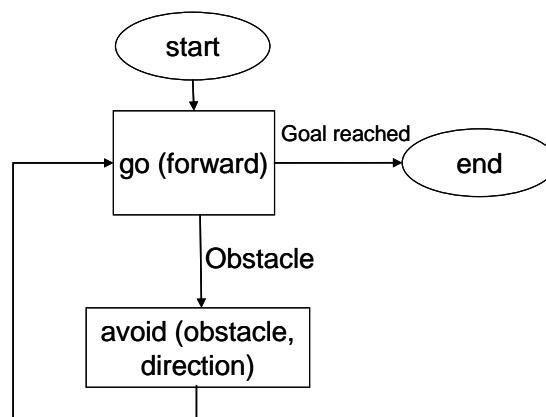 start
go (forward)
Goal reached
end
Obstacle
avoid (obstacle,
direction)